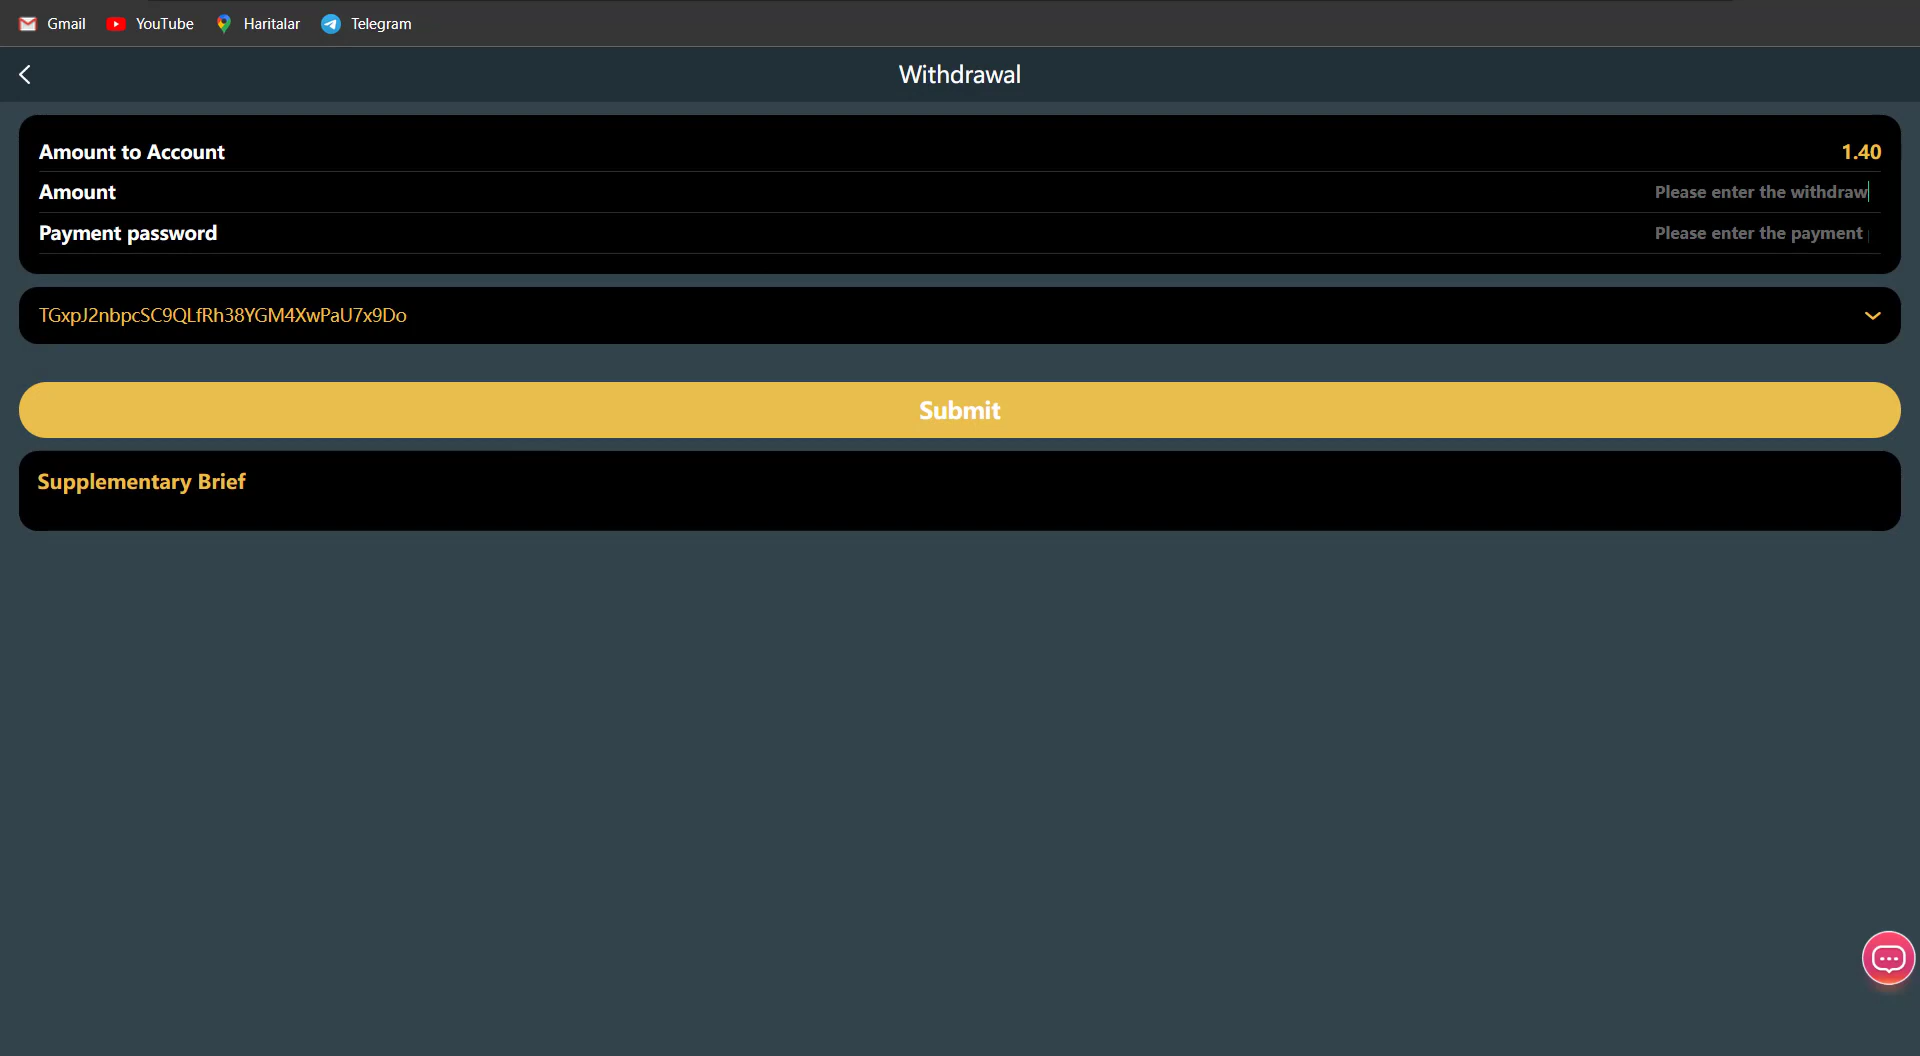 Gmail YouTube Haritalar Telegram
Withdrawal
Amount to Account 1.40
Amount Please enter the withdraw
Payment password Please enter the payment
TGxpJ2nbpcSC9QLfRh38YGM4XwPaU7x9Do
Submit
Supplementary Brief